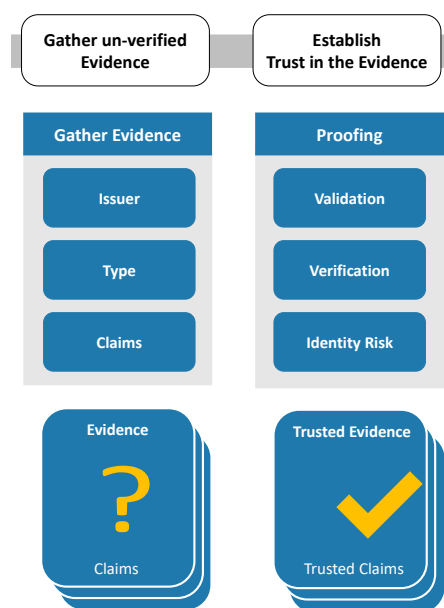 Gather un-verified
Evidence
Establish
Trust in the Evidence
Gather Evidence
Issuer
Type
Claims
Proofing
Validation
Verification
Identity Risk
Evidence
?
Claims
Trusted Evidence
Trusted Claims